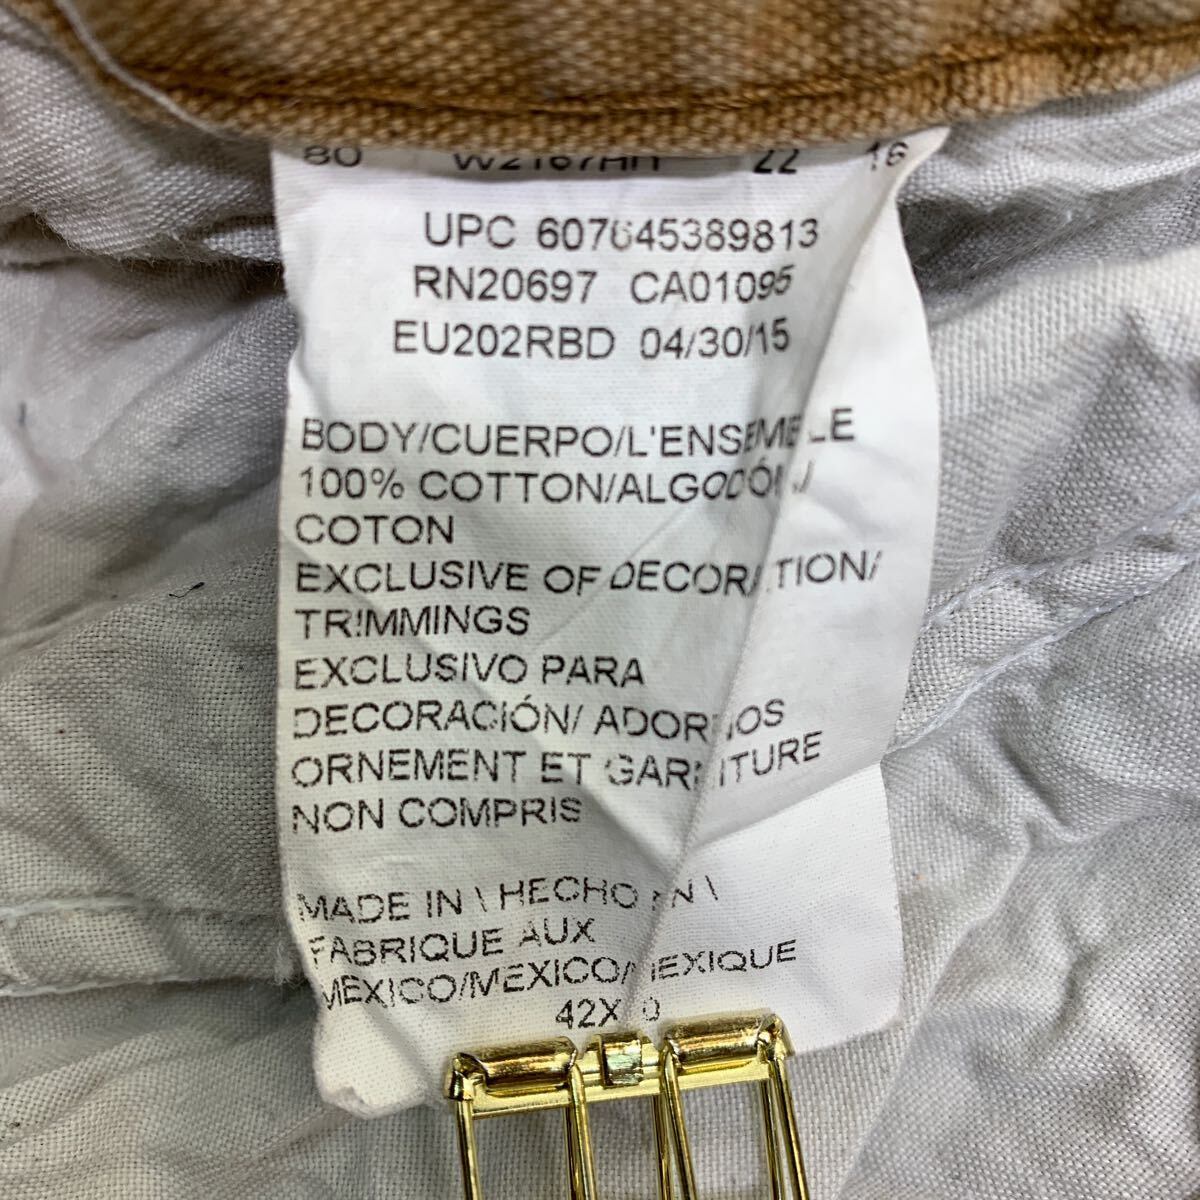 80 W2167HH 22 16
UPC 607645389813
RN20697 CA01095
EU202RBD 04/30/15
BODY/CUERPO/L'ENSEMBLE
100% COTTON/ALGODÓN/
COTON
EXCLUSIVE OF DECORATION/
TRIMMINGS
EXCLUSIVO PARA
DECORACIÓN/ ADORNOS
ORNEMENT ET GARNITURE
NON COMPRIS
MADE IN \ HECHO EN \
FABRIQUE AUX
MEXICO/MEXICO/MEXIQUE